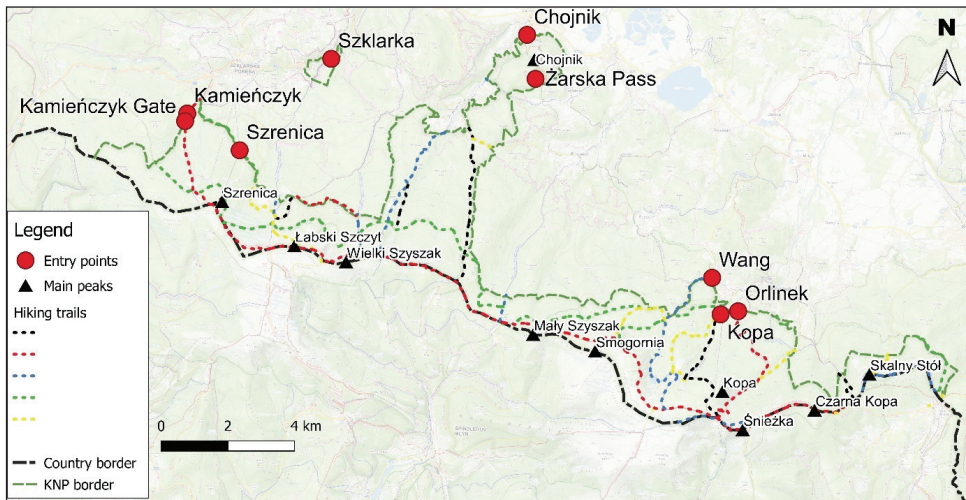 Chojnik
N
Szklarka
Chojnik
Żarska Pass
SZKLARSKA
PORĘBA
Kamieńczyk
Kamieńczyk Gate
Szrenica
Szrenica
Łabski Szczyt
Wielki Szyszak
Wang
Orlinek
Kopa
Mały Szyszak
Smogornia
Skalny Stół
Kopa
Czarna Kopa
Śnieżka
Legend
Entry points
Main peaks
Hiking trails
Country border
KNP border
0 2 4 km